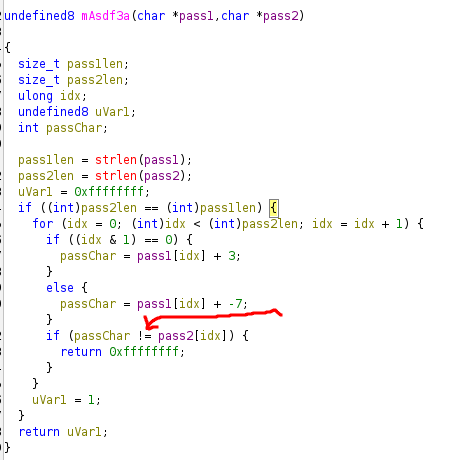 undefined8 mAsdf3a(char *pass1,char *pass2)
{
size_t pass1len;
size_t pass2len;
ulong idx;
undefined8 uVar1;
int passChar;
pass1len = strlen(pass1);
pass2len = strlen(pass2);
uVar1 = 0xffffffff;
if ((int)pass2len == (int)pass1len) {
for (idx = 0; (int)idx < (int)pass2len; idx = idx + 1) {
if ((idx & 1) == 0) {
passChar = pass1[idx] + 3;
}
else {
passChar = pass1[idx] + -7;
}
if (passChar != pass2[idx]) {
return 0xffffffff;
}
}
uVar1 = 1;
}
return uVar1;
}